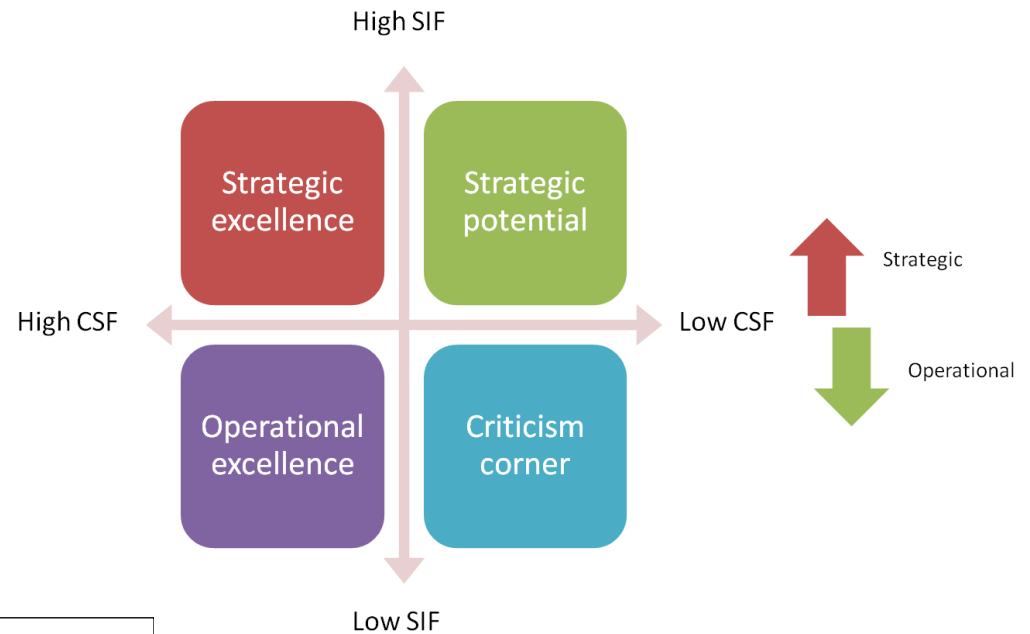 High SIF
Strategic
excellence
Strategic
potential
Strategic
High CSF
Low CSF
Operational
Operational
excellence
Criticism
corner
Low SIF